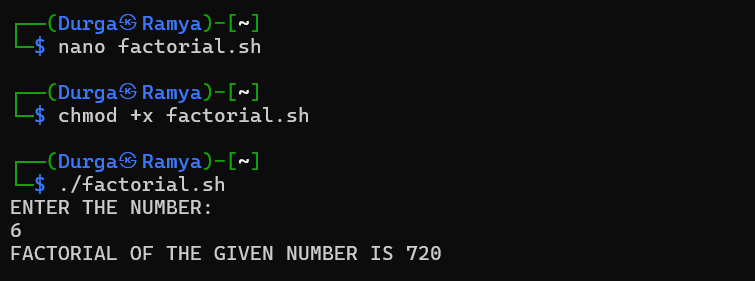 ┌──(Durga㉿Ramya)-[~]
└─$ nano factorial.sh
┌──(Durga㉿Ramya)-[~]
└─$ chmod +x factorial.sh
┌──(Durga㉿Ramya)-[~]
└─$ ./factorial.sh
ENTER THE NUMBER:
6
FACTORIAL OF THE GIVEN NUMBER IS 720